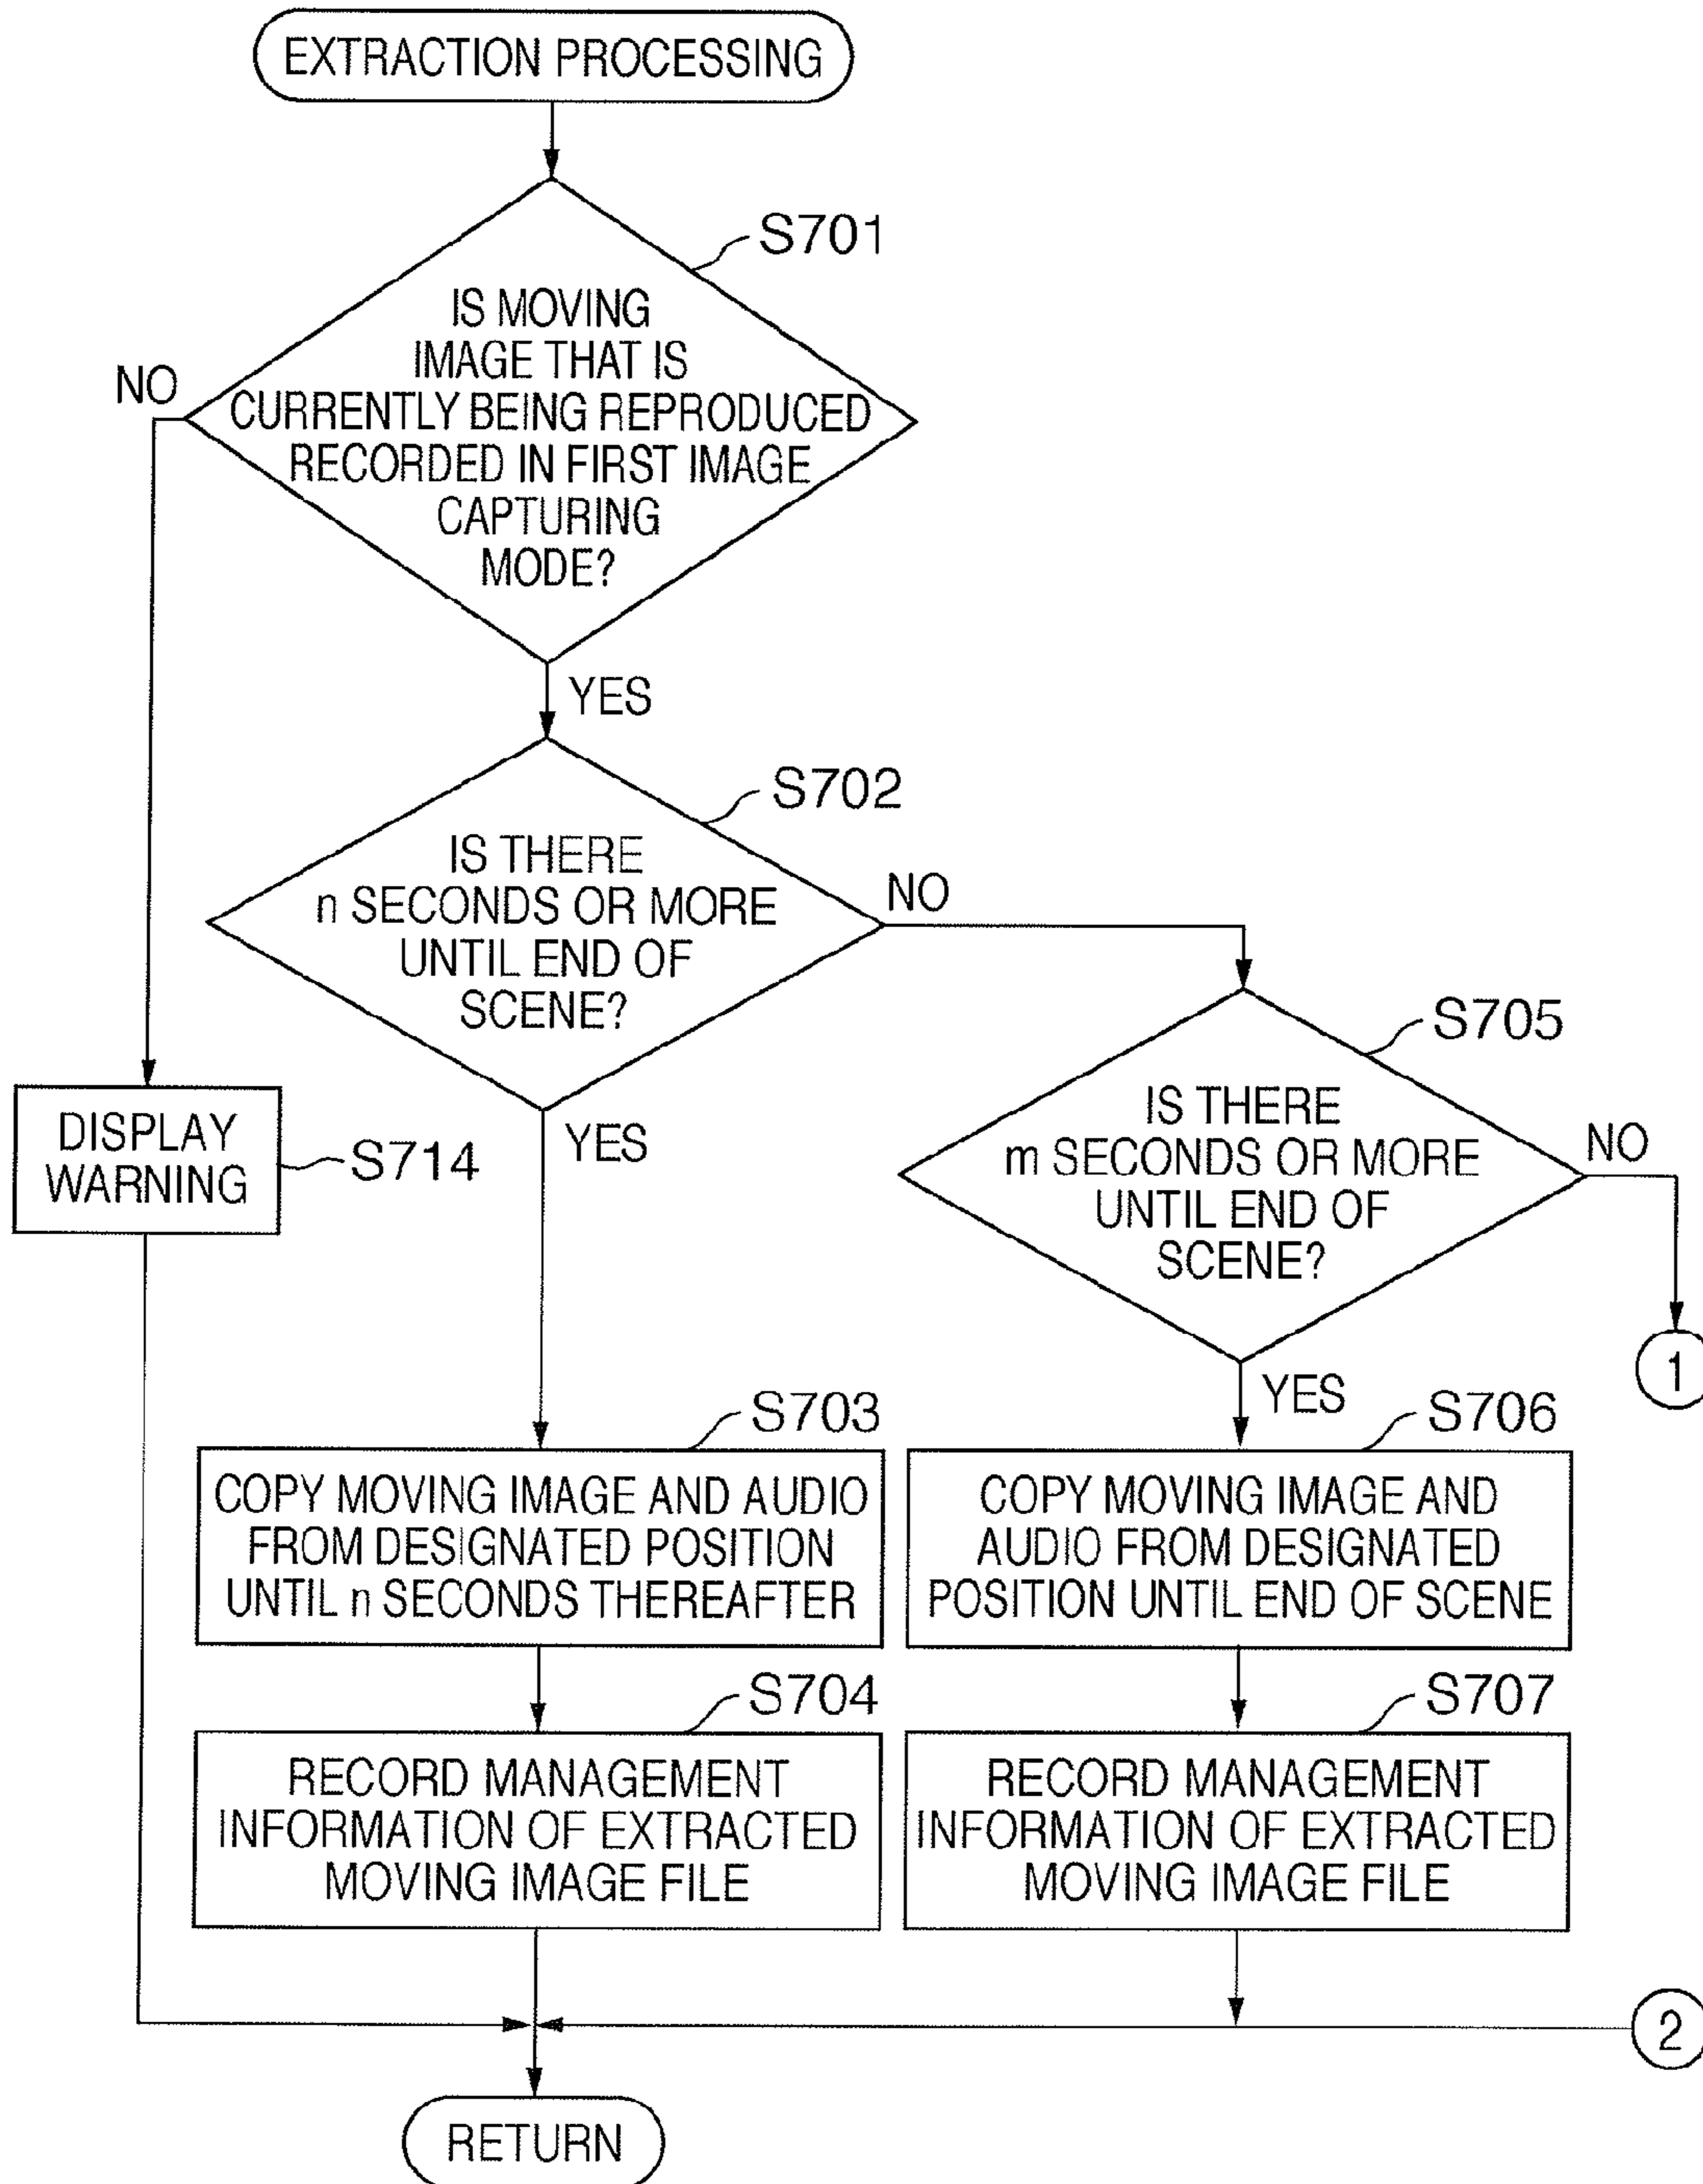 EXTRACTION PROCESSING
S701
IS MOVING
IMAGE THAT IS
CURRENTLY BEING REPRODUCED
RECORDED IN FIRST IMAGE
CAPTURING
MODE?
NO
YES
S702
IS THERE
n SECONDS OR MORE
UNTIL END OF
SCENE?
NO
YES
S705
IS THERE
m SECONDS OR MORE
UNTIL END OF
SCENE?
NO
1
YES
DISPLAY
WARNING
S714
S703
COPY MOVING IMAGE AND AUDIO
FROM DESIGNATED POSITION
UNTIL n SECONDS THEREAFTER
S706
COPY MOVING IMAGE AND
AUDIO FROM DESIGNATED
POSITION UNTIL END OF SCENE
S704
RECORD MANAGEMENT
INFORMATION OF EXTRACTED
MOVING IMAGE FILE
S707
RECORD MANAGEMENT
INFORMATION OF EXTRACTED
MOVING IMAGE FILE
2
RETURN